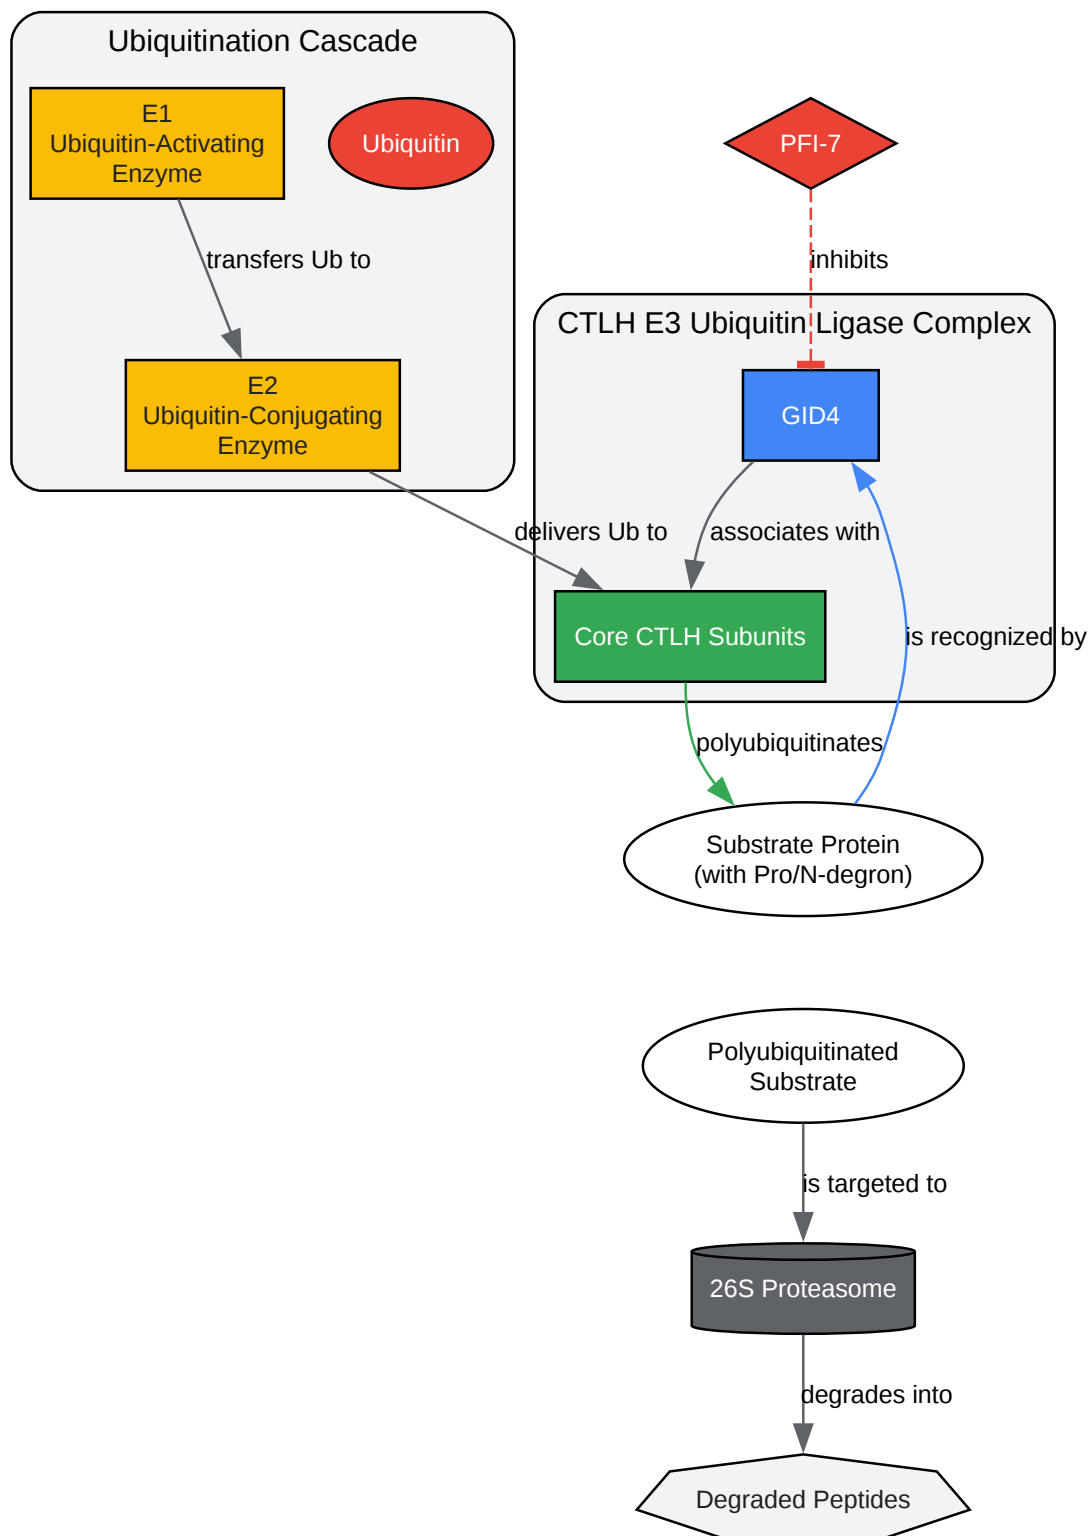 Ubiquitination Cascade
E1
Ubiquitin-Activating
Enzyme
Ubiquitin
PFI-7
transfers Ub to
inhibits
CTLH E3 Ubiquitin Ligase Complex
E2
Ubiquitin-Conjugating
Enzyme
GID4
delivers Ub to
associates with
Core CTLH Subunits
is recognized by
polyubiquitinates
Substrate Protein
(with Pro/N-degron)
Polyubiquitinated
Substrate
is targeted to
26S Proteasome
degrades into
Degraded Peptides